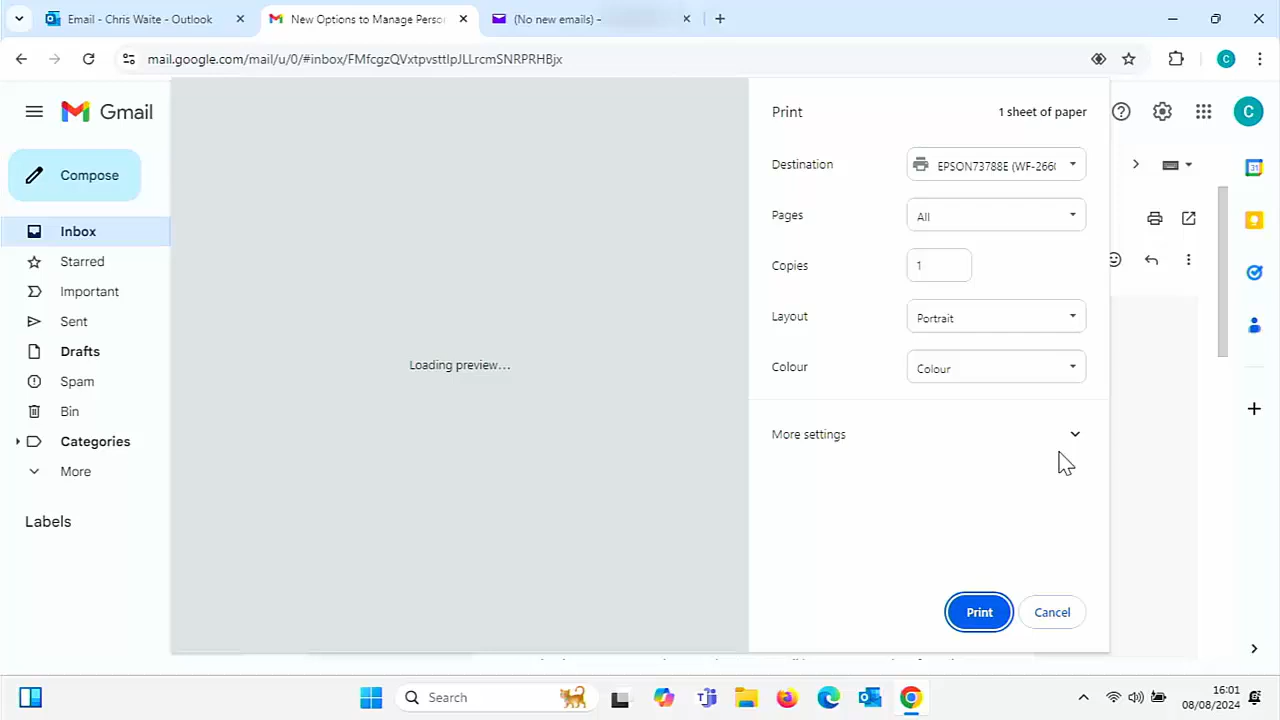 Email - Chris Waite - Outlook
New Options to Manage Perso
(No new emails) -
mail.google.com/mail/u/0/#inbox/FMfcgzQVxtpvsttlpJLLrcmSNRPRHBjx
C
Gmail
C
Compose
Inbox
Starred
Important
Sent
Drafts
Spam
Bin
Categories
More
Labels
Loading preview...
Print
1 sheet of paper
Destination
EPSON73788E (WF-266
Pages
All
Copies
1
Layout
Portrait
Colour
Colour
More settings
Print
Cancel
31
Search
16:01
08/08/2024